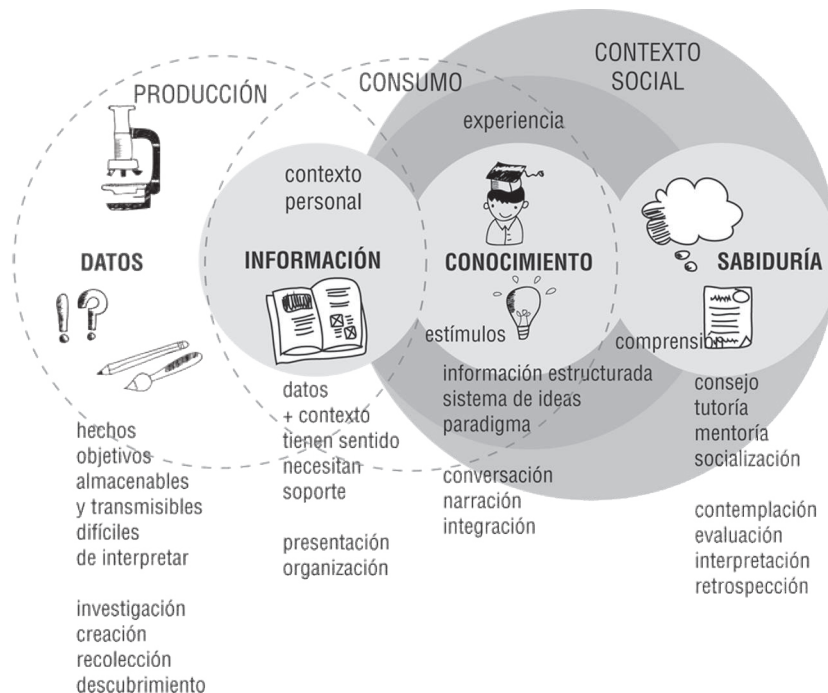 PRODUCCIÓN
CONSUMO
CONTEXTO
SOCIAL
experiencia
contexto
personal
DATOS
INFORMACIÓN
CONOCIMIENTO
SABIDURÍA
!?
estímulos
comprensión
hechos
objetivos
almacenables
y transmisibles
difíciles
de interpretar
investigación
creación
recolección
descubrimiento
datos
+ contexto
tienen sentido
necesitan
soporte
presentación
organización
información estructurada
sistema de ideas
paradigma
conversación
narración
integración
consejo
tutoría
mentoría
socialización
contemplación
evaluación
interpretación
retrospección